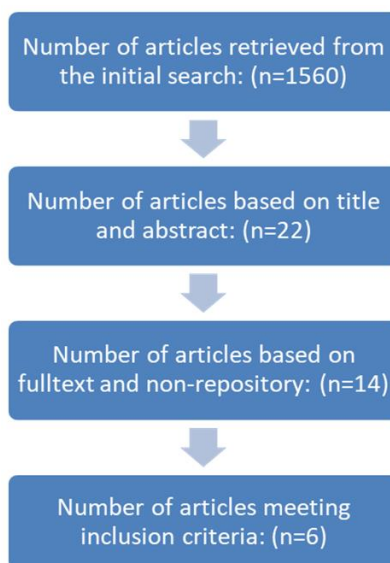 Number of articles retrieved from
the initial search: (n=1560)
Number of articles based on title
and abstract: (n=22)
Number of articles based on
fulltext and non-repository: (n=14)
Number of articles meeting
inclusion criteria: (n=6)